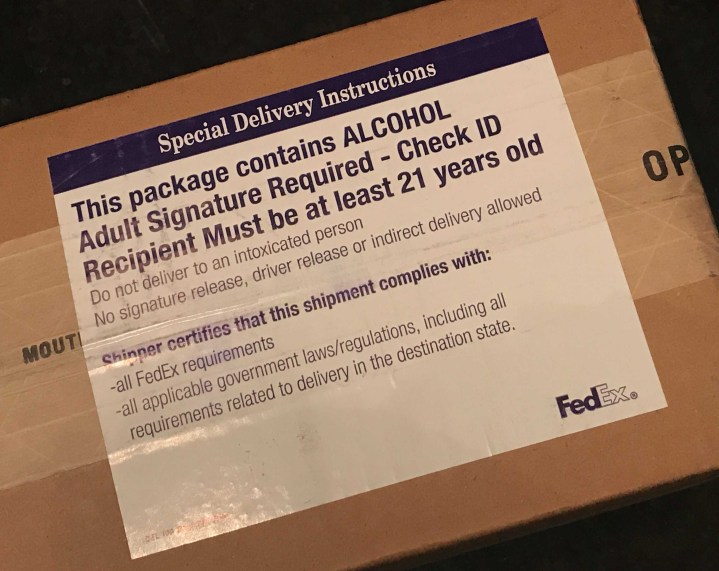 Special Delivery Instructions
This package contains ALCOHOL
Adult Signature Required - Check ID
Recipient Must be at least 21 years old
Do not deliver to an intoxicated person
No signature release, driver release or indirect delivery allowed
Shipper certifies that this shipment complies with:
-all FedEx requirements
-all applicable government laws/regulations, including all
requirements related to delivery in the destination state.
FedEx®
MOUT
OP